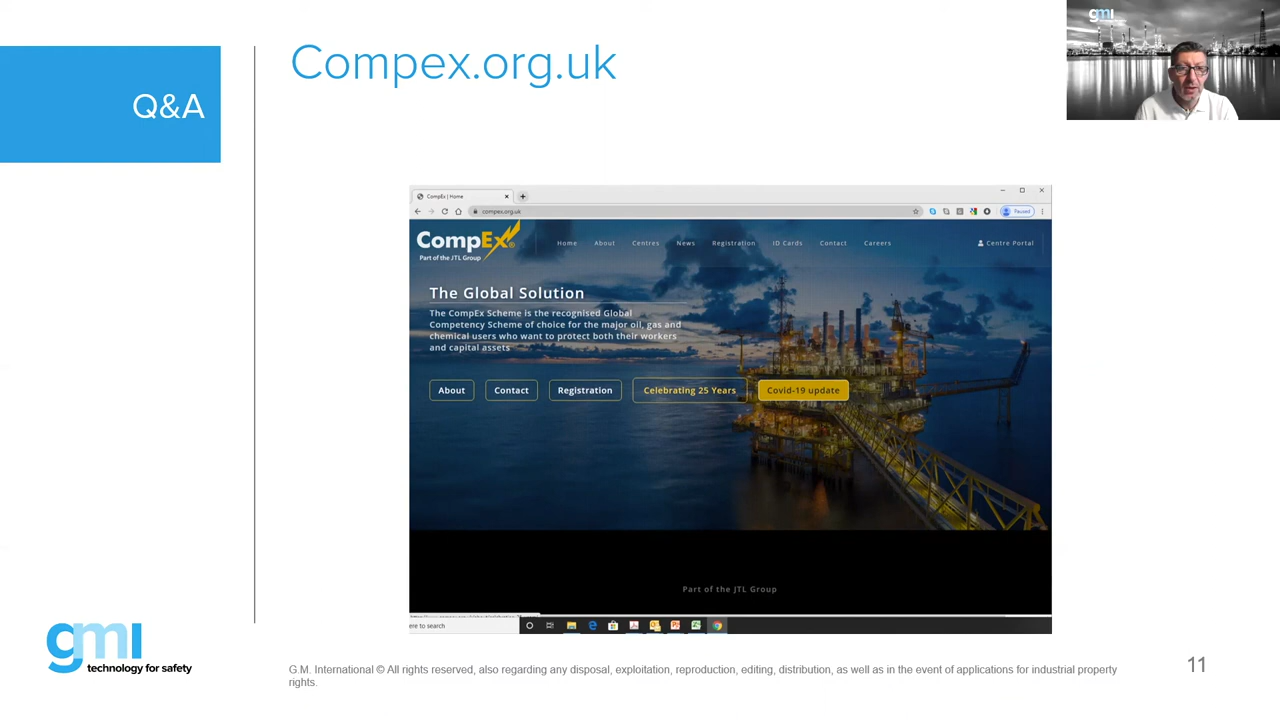 Compex.org.uk
gmi
Q&A
CompEx | Home
compex.org.uk
Paused
CompEx®
Part of the JTL Group
Home About Centres News Registration ID Cards Contact Careers Centre Portal
The Global Solution
The CompEx Scheme is the recognised Global
Competency Scheme of choice for the major oil, gas and
chemical users who want to protect both their workers
and capital assets
About Contact Registration Celebrating 25 Years Covid-19 update
Part of the JTL Group
ere to search
gmi
technology for safety
G.M. International © All rights reserved, also regarding any disposal, exploitation, reproduction, editing, distribution, as well as in the event of applications for industrial property
rights.
11